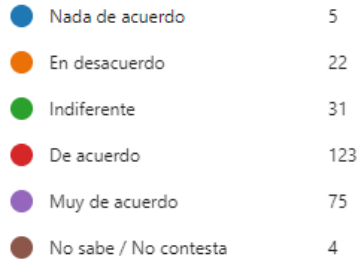 Nada de acuerdo 5
En desacuerdo 22
Indiferente 31
De acuerdo 123
Muy de acuerdo 75
No sabe / No contesta 4